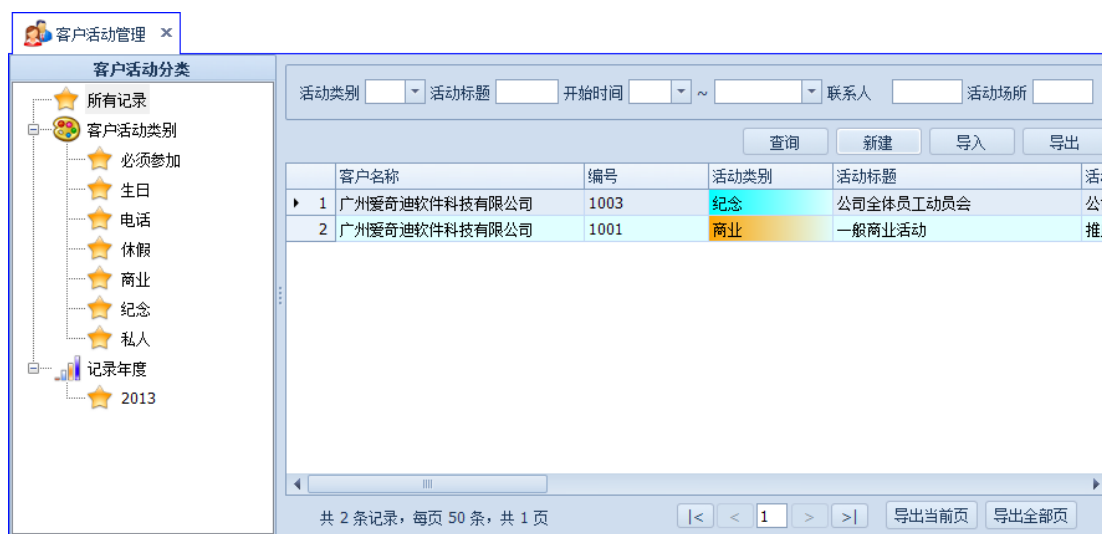 客户活动管理 ×
客户活动分类
所有记录
客户活动类别
必须参加
生日
电话
休假
商业
纪念
私人
记录年度
2013
活动类别 活动标题 开始时间 ~ 联系人 活动场所
查询 新建 导入 导出
客户名称 编号 活动类别 活动标题 活
1 广州爱奇迪软件科技有限公司 1003 纪念 公司全体员工动员会 公
2 广州爱奇迪软件科技有限公司 1001 商业 一般商业活动 推
共 2 条记录，每页 50 条，共 1 页 |< < 1 > >| 导出当前页 导出全部页